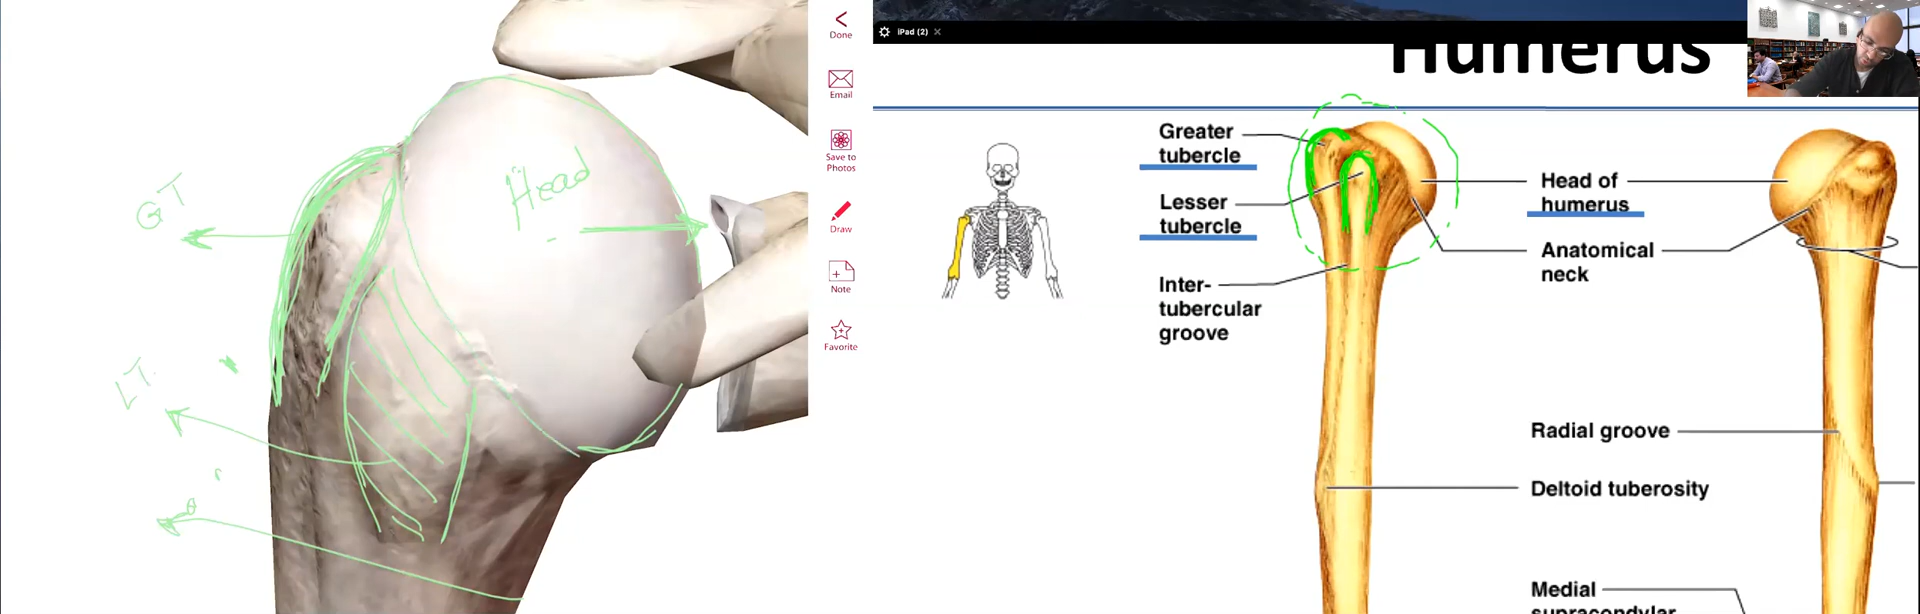 Head
GT
LT.
Done
Email
Save to
Photos
Draw
Note
Favorite
iPad (2)
Humerus
Greater
tubercle
Lesser
tubercle
Inter-
tubercular
groove
Head of
humerus
Anatomical
neck
Radial groove
Deltoid tuberosity
Medial
supracondylar